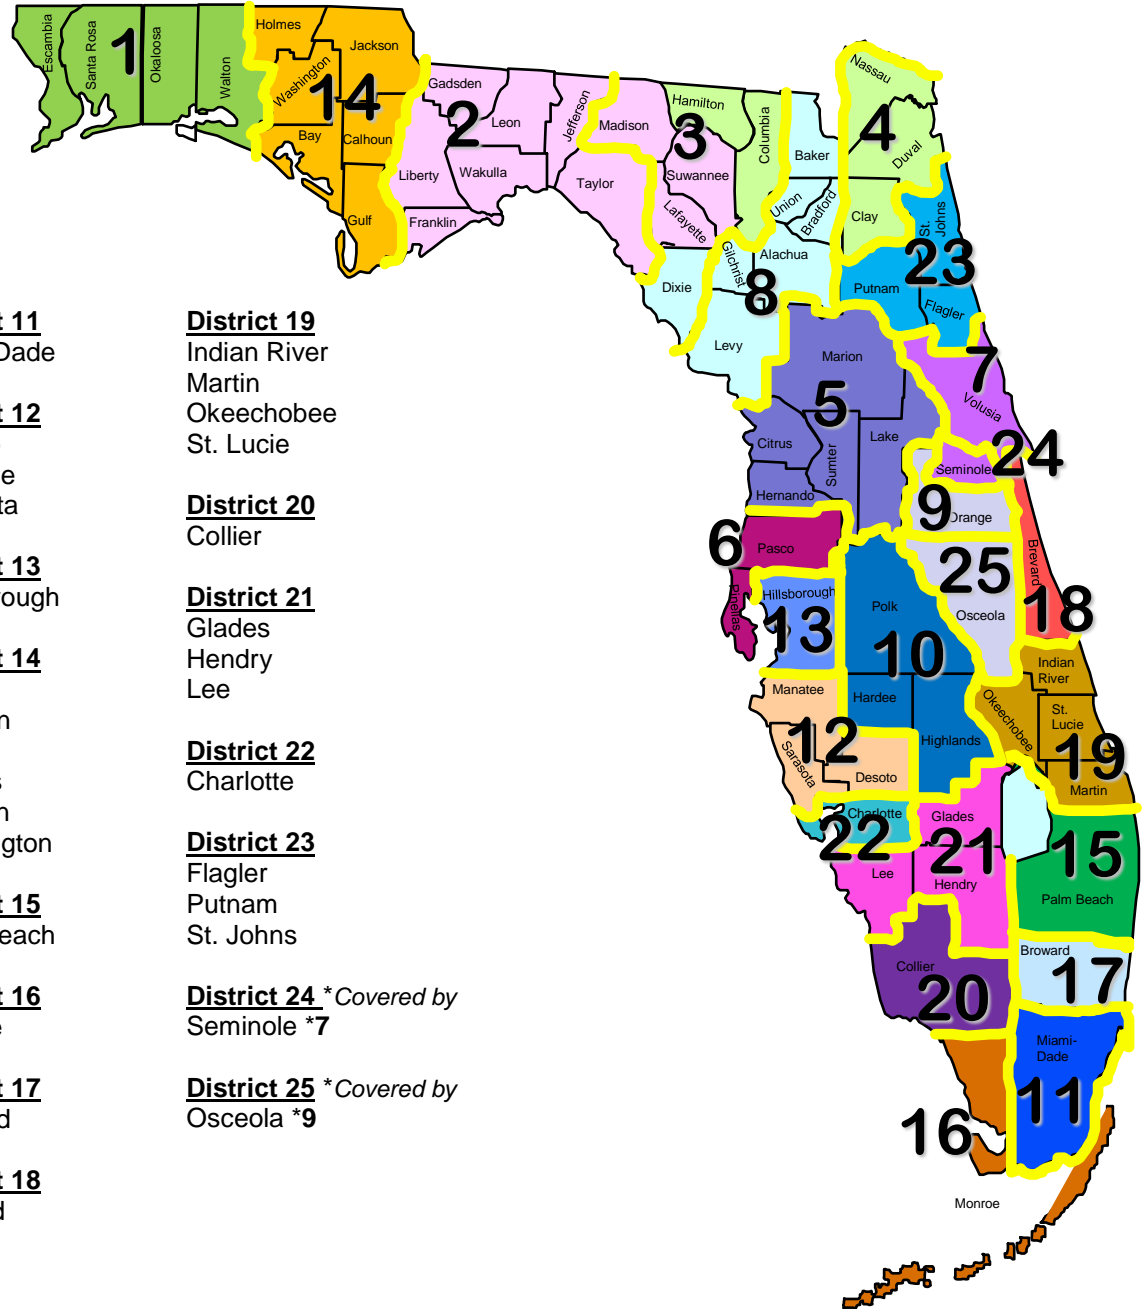 t 11
Dade
t 12
e
ta
t 13
rough
t 14
n
s
n
gton
t 15
each
t 16
e
t 17
d
t 18
d
District 19
Indian River
Martin
Okeechobee
St. Lucie
District 20
Collier
District 21
Glades
Hendry
Lee
District 22
Charlotte
District 23
Flagler
Putnam
St. Johns
District 24 *Covered by
Seminole *7
District 25 *Covered by
Osceola *9
Escambia
Santa Rosa
1
Okaloosa
Walton
Holmes
Jackson
Washington
14
Bay
Calhoun
Gulf
Gadsden
2
Leon
Jefferson
Liberty
Wakulla
Franklin
Madison
Hamilton
3
Columbia
Taylor
Suwannee
Lafayette
Nassau
4
Duval
Baker
Union
Bradford
Clay
St. Johns
23
Gilchrist
Alachua
Dixie
8
Putnam
Flagler
Levy
Marion
5
7
Volusia
Citrus
Sumter
Lake
24
Seminole
Hernando
9
Orange
6
Pasco
25
Brevard
Pinellas
Hillsborough
13
Polk
Osceola
18
10
Manatee
Hardee
Indian
River
Okeechobee
St.
Lucie
12
Sarasota
Highlands
19
Desoto
Martin
Charlotte
22
Glades
21
15
Lee
Hendry
Palm Beach
Collier
20
Broward
17
Miami-
Dade
11
16
Monroe